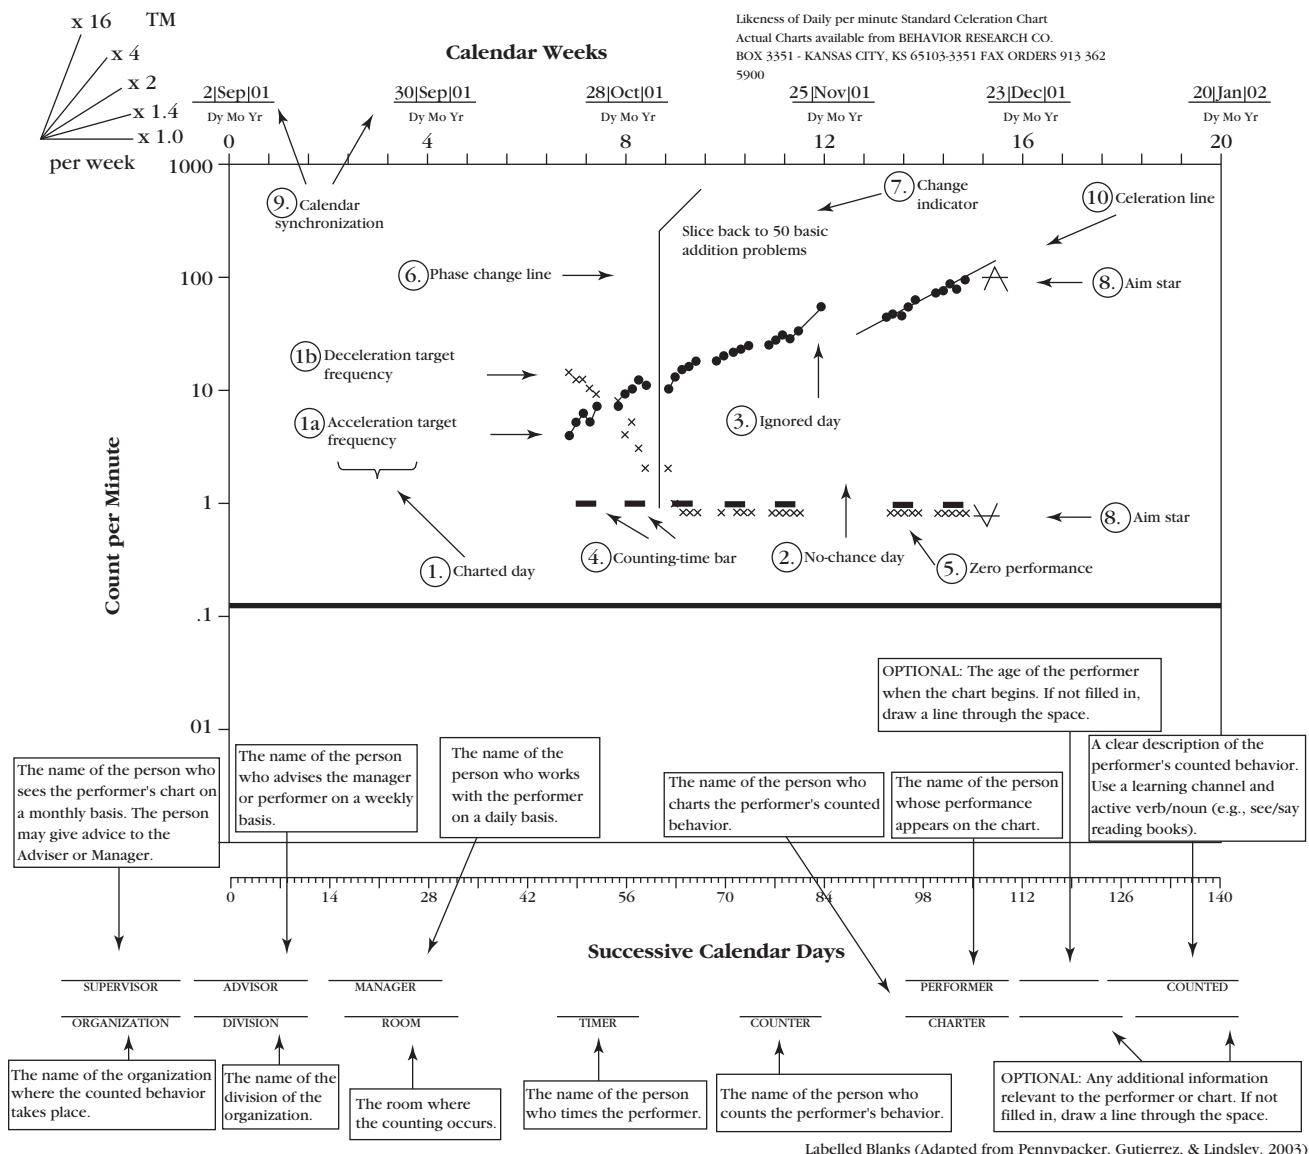 x 16 TM
x 4
x 2
x 1.4
x 1.0
per week
Likeness of Daily per minute Standard Celeration Chart
Actual Charts available from BEHAVIOR RESEARCH CO.
BOX 3351 - KANSAS CITY, KS 65103-3351 FAX ORDERS 913 362
5900
Calendar Weeks
2|Sep|01 30|Sep|01 28|Oct|01 25|Nov|01 23|Dec|01 20|Jan|02
Dy Mo Yr Dy Mo Yr Dy Mo Yr Dy Mo Yr Dy Mo Yr Dy Mo Yr
0 4 8 12 16 20
1000
100
10
1
.1
01
Count per Minute
9. Calendar
synchronization
7. Change
indicator
10 Celeration line
Slice back to 50 basic
addition problems
6. Phase change line
8. Aim star
1b Deceleration target
frequency
1a Acceleration target
frequency
3. Ignored day
8. Aim star
1. Charted day
4. Counting-time bar
2. No-chance day
5. Zero performance
OPTIONAL: The age of the performer
when the chart begins. If not filled in,
draw a line through the space.
The name of the person who
sees the performer's chart on
a monthly basis. The person
may give advice to the
Adviser or Manager.
The name of the person
who advises the manager
or performer on a weekly
basis.
The name of the
person who works
with the performer
on a daily basis.
The name of the person who
charts the performer's counted
behavior.
The name of the person
whose performance
appears on the chart.
A clear description of the
performer's counted behavior.
Use a learning channel and
active verb/noun (e.g., see/say
reading books).
0 14 28 42 56 70 84 98 112 126 140
Successive Calendar Days
SUPERVISOR ADVISOR MANAGER PERFORMER COUNTED
ORGANIZATION DIVISION ROOM TIMER COUNTER CHARTER
The name of the organization
where the counted behavior
takes place.
The name of the
division of the
organization.
The room where
the counting occurs.
The name of the person
who times the performer.
The name of the person who
counts the performer's behavior.
OPTIONAL: Any additional information
relevant to the performer or chart. If not
filled in, draw a line through the space.
Labelled Blanks (Adapted from Pennypacker, Gutierrez, & Lindsley, 2003)